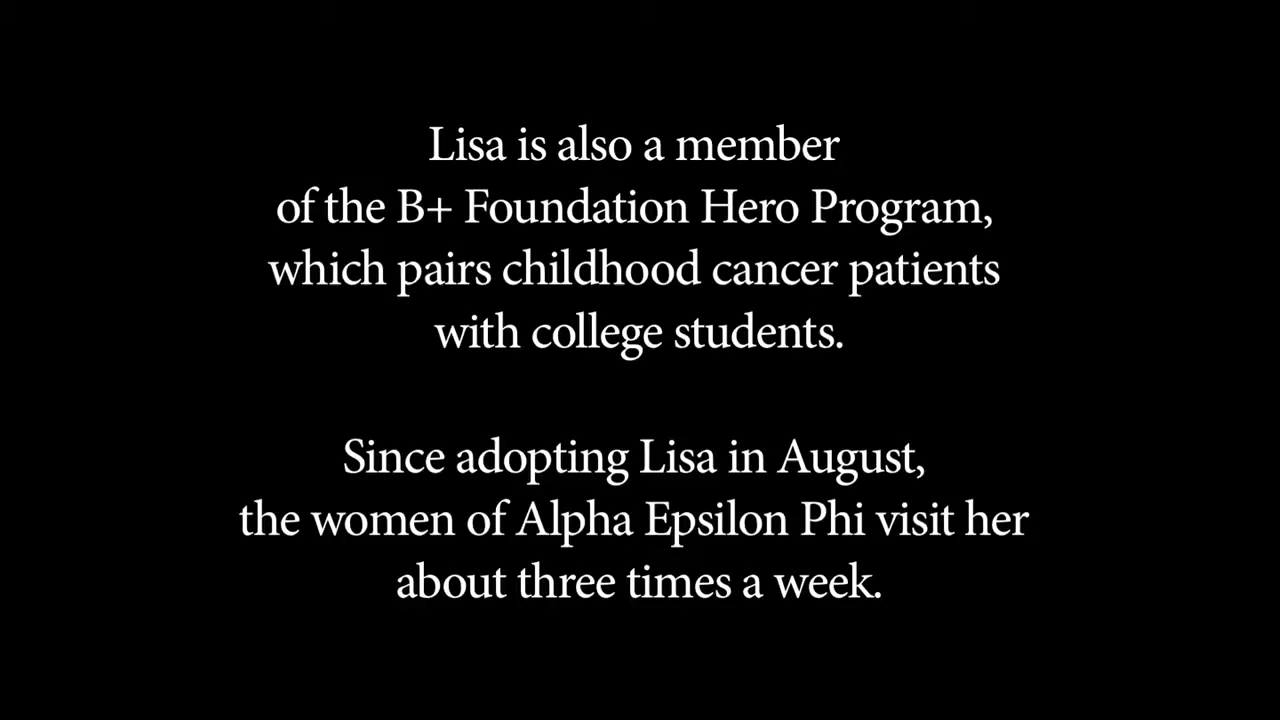 Lisa is also a member
of the B+ Foundation Hero Program,
which pairs childhood cancer patients
with college students.
Since adopting Lisa in August,
the women of Alpha Epsilon Phi visit her
about three times a week.